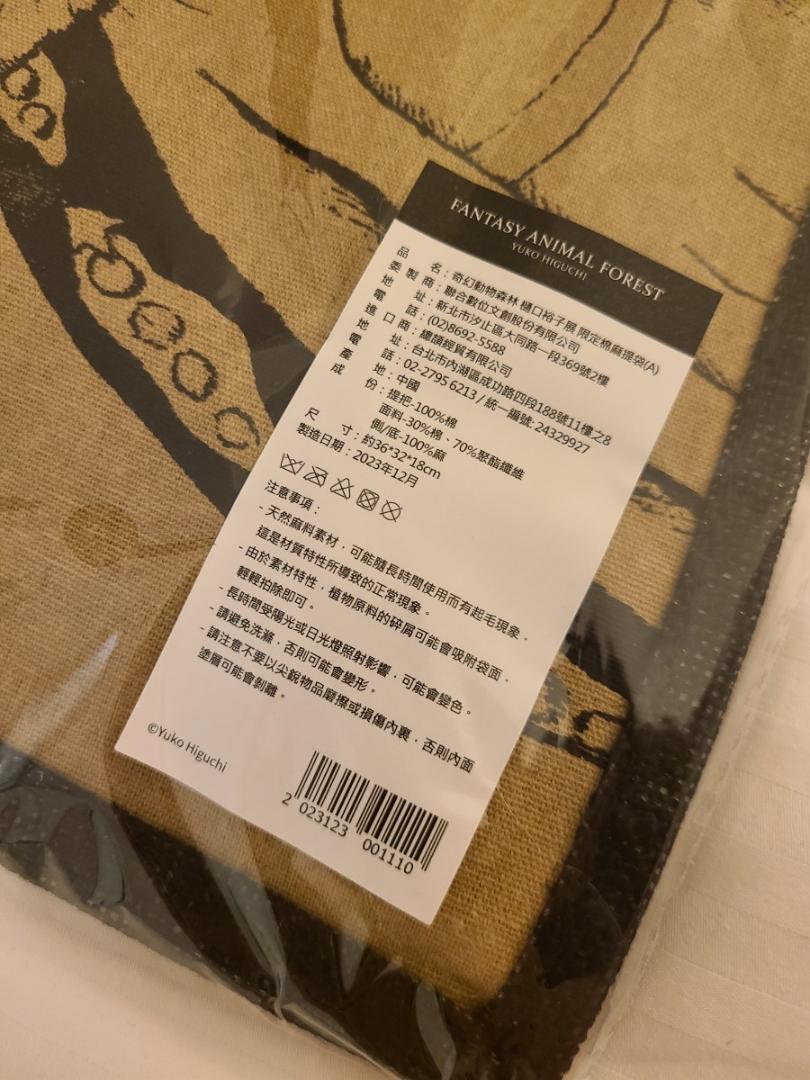 FANTASY ANIMAL FOREST
YUKO HIGUCHI
品 名：奇幻動物森林 樋口裕子展 限定棉麻提袋(A)
委 製 商：聯合數位文創股份有限公司
地 址：新北市汐止區大同路一段369號2樓
電 話：(02)8692-5588
進 口 商：總頡經貿有限公司
地 址：台北市內湖區成功路四段188號11樓之8
電 話：02-2795 6213 / 統一編號: 24329927
產 地：中國
成 份：提把-100%棉
面料-30%棉、70%聚酯纖維
側/底-100%麻
尺 寸：約36*32*18cm
製造日期：2023年12月
注意事項：
- 天然麻料素材，可能隨長時間使用而有起毛現象，
這是材質特性所導致的正常現象。
- 由於素材特性，植物原料的碎屑可能會吸附袋面，
輕輕拍除即可。
- 長時間受陽光或日光燈照射影響，可能會變色。
- 請避免洗滌，否則可能會變形。
- 請注意不要以尖銳物品磨擦或損傷內裏，否則內面
塗層可能會剝離。
©Yuko Higuchi
2 023123 001110